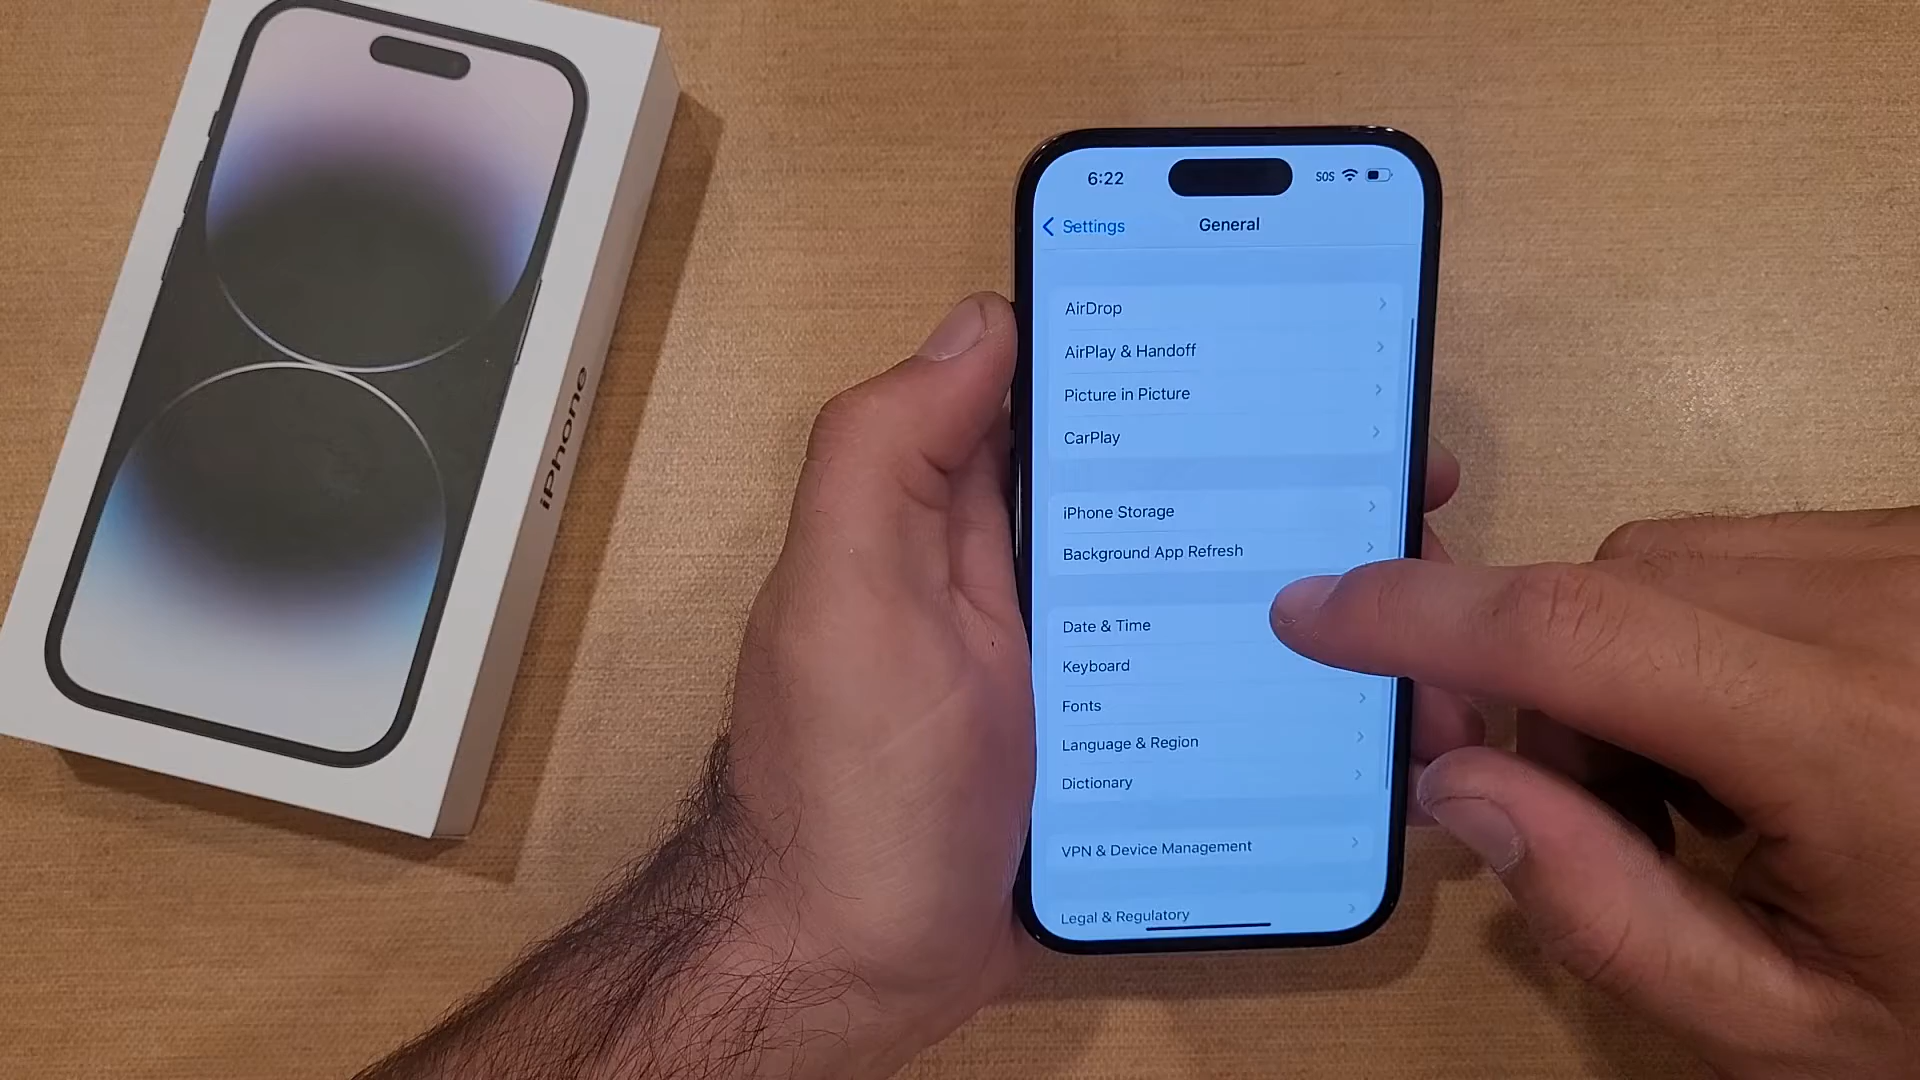 iPhone
6:22
SOS
Settings
General
AirDrop
AirPlay & Handoff
Picture in Picture
CarPlay
iPhone Storage
Background App Refresh
Date & Time
Keyboard
Fonts
Language & Region
Dictionary
VPN & Device Management
Legal & Regulatory